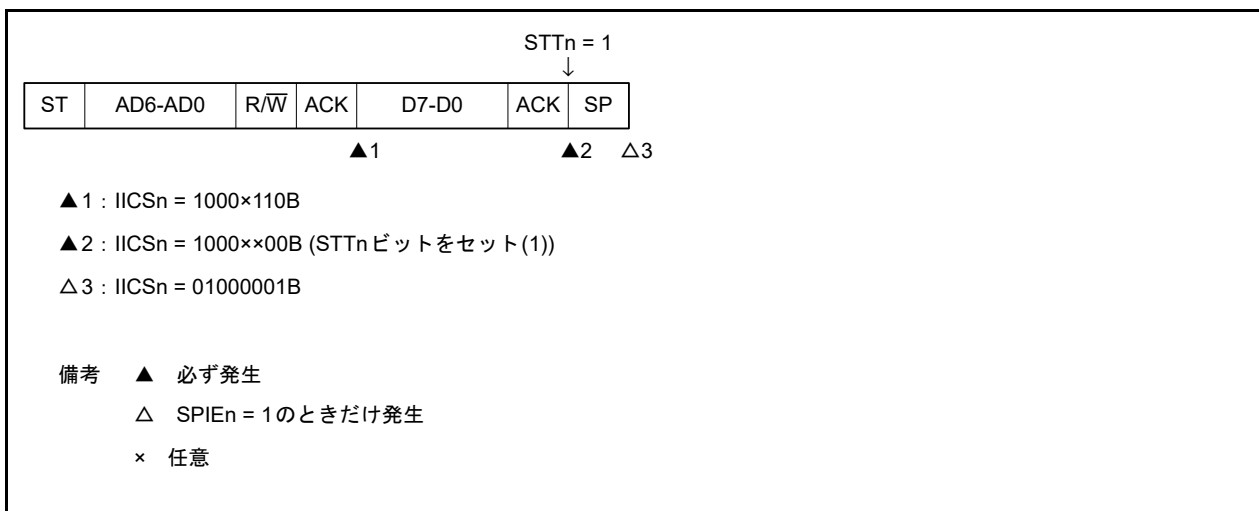 STTn = 1
↓
ST AD6-AD0 R/W̅ ACK D7-D0 ACK SP
▲1 ▲2 △3
▲1：IICSn = 1000×110B
▲2：IICSn = 1000××00B (STTnビットをセット(1))
△3：IICSn = 01000001B
備考 ▲ 必ず発生
△ SPIEn = 1のときだけ発生
× 任意